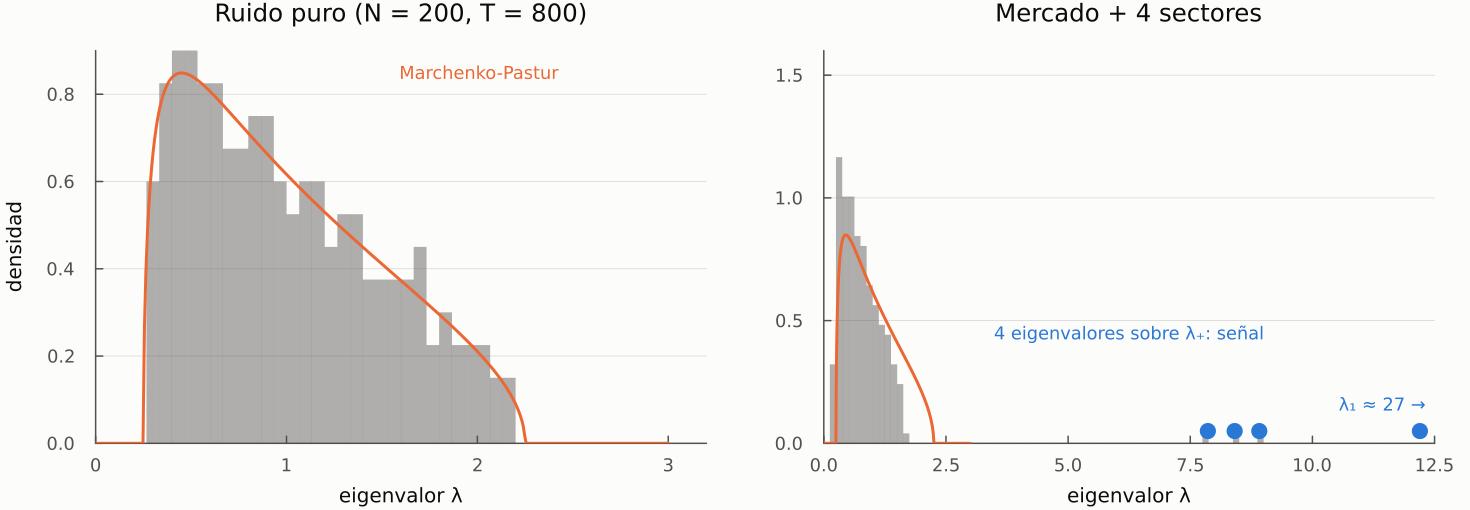 Ruido puro (N = 200, T = 800)
Marchenko-Pastur
densidad
0.8
0.6
0.4
0.2
0.0
0 1 2 3
eigenvalor λ
Mercado + 4 sectores
1.5
1.0
0.5
0.0
4 eigenvalores sobre λ₊: señal
λ₁ ≈ 27 →
0.0 2.5 5.0 7.5 10.0 12.5
eigenvalor λ